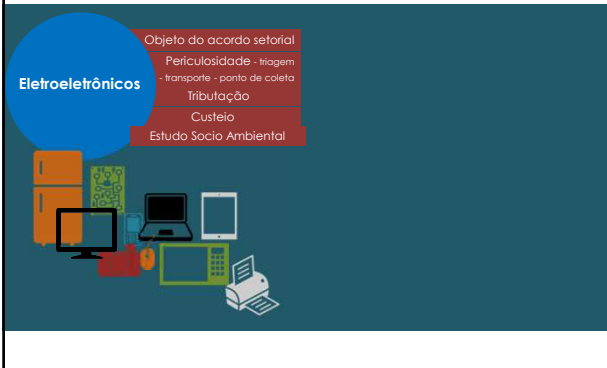 Eletroeletrônicos
Objeto do acordo setorial
Periculosidade - triagem
- transporte - ponto de coleta
Tributação
Custeio
Estudo Socio Ambiental